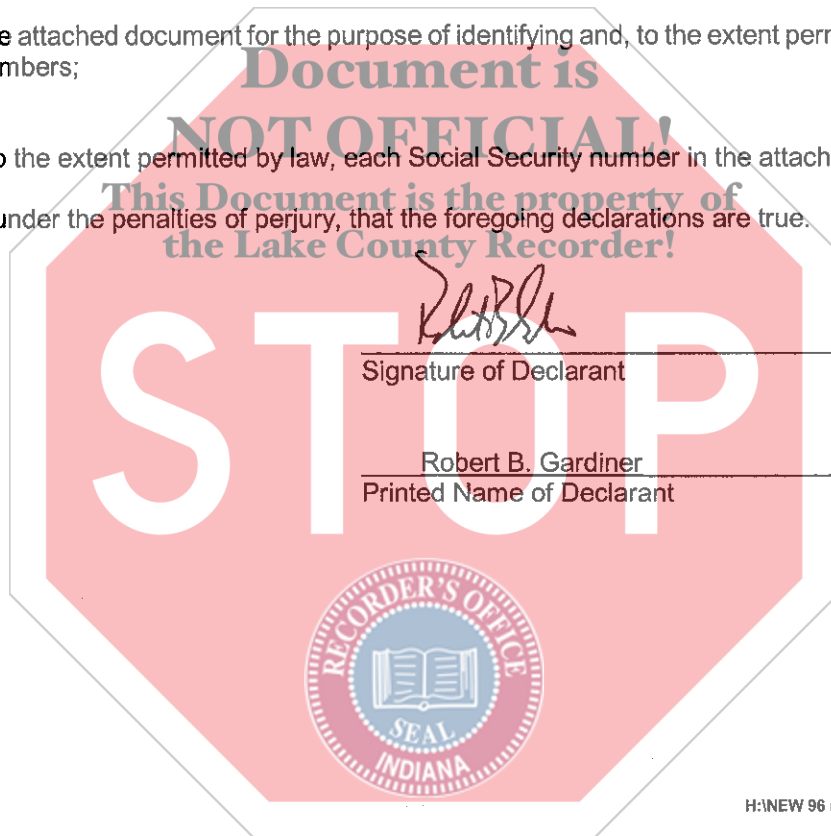 e attached document for the purpose of identifying and, to the extent perr
Document is
mbers;
NOT OFFICIAL!
o the extent permitted by law, each Social Security number in the attach
This Document is the property of
under the penalties of perjury, that the foregoing declarations are true.
the Lake County Recorder!
STOP
Signature of Declarant
Robert B. Gardiner
Printed Name of Declarant
RECORDER'S OFFICE
SEAL
INDIANA
H:\NEW 96